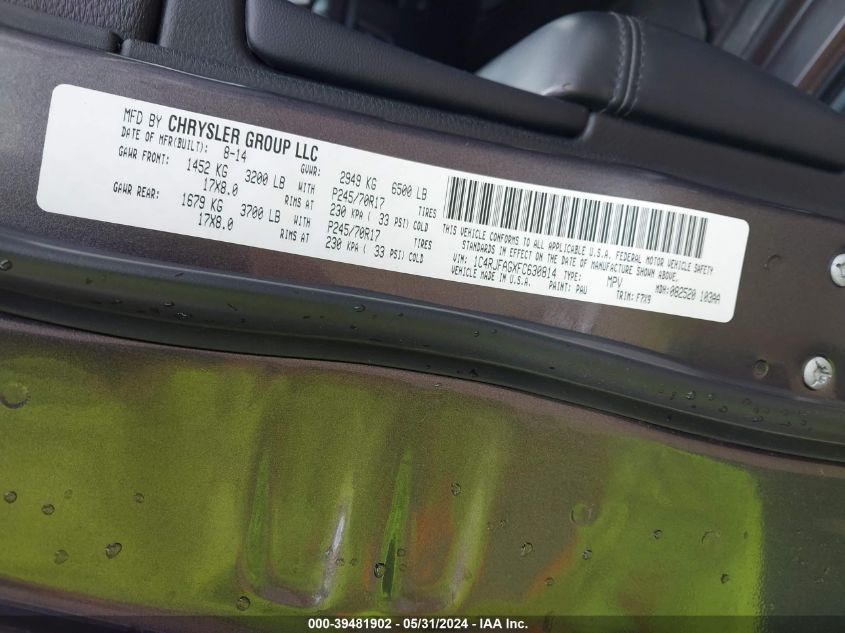 MFD BY CHRYSLER GROUP LLC
DATE OF MFR(BUILT): 8-14 GVWR: 2949 KG 6500 LB
GAWR FRONT: 1452 KG 3200 LB WITH P245/70R17 TIRES
17X8.0 RIMS AT 230 KPA ( 33 PSI) COLD
GAWR REAR: 1679 KG 3700 LB WITH P245/70R17 TIRES
17X8.0 RIMS AT 230 KPA ( 33 PSI) COLD
THIS VEHICLE CONFORMS TO ALL APPLICABLE U.S.A. FEDERAL MOTOR VEHICLE SAFETY
STANDARDS IN EFFECT ON THE DATE OF MANUFACTURE SHOWN ABOVE.
VIN: 1C4RJFAGXFC630814 TYPE: MPV MDH: 082520 103AA
VEHICLE MADE IN U.S.A. PAINT: PAU TRIM: F7X9
000-39481902 - 05/31/2024 - IAA Inc.